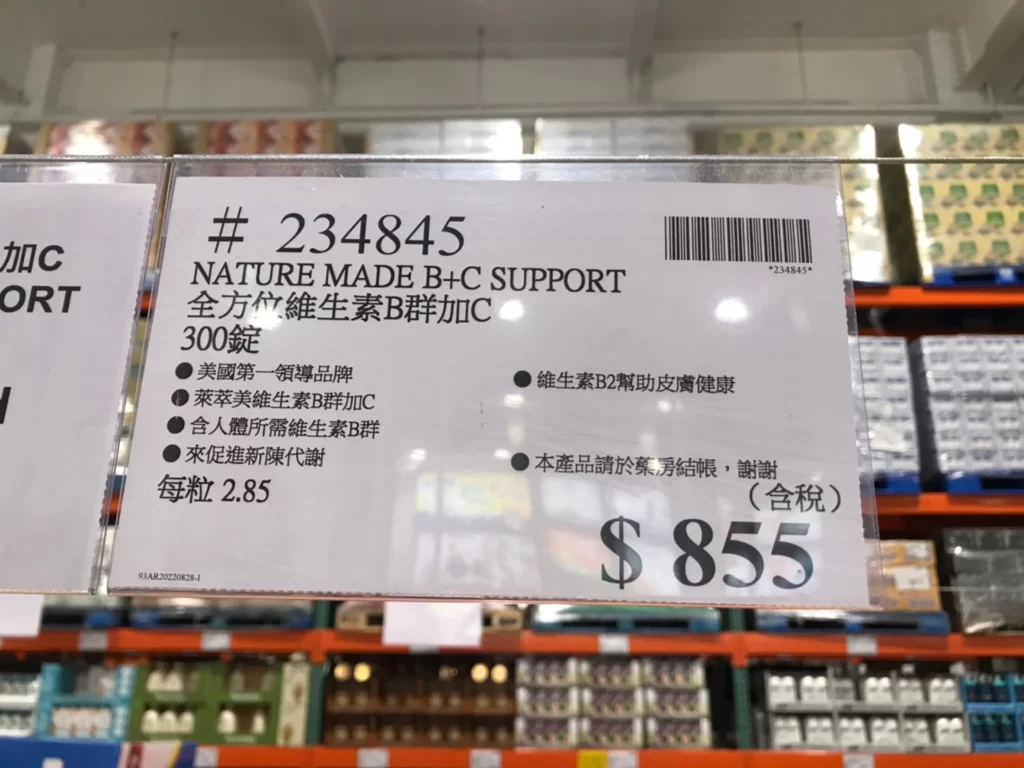 加C
ORT
# 234845
*234845*
NATURE MADE B+C SUPPORT
全方位維生素B群加C
300錠
●美國第一領導品牌
●萊萃美維生素B群加C
●含人體所需維生素B群
●來促進新陳代謝
每粒 2.85
●維生素B2幫助皮膚健康
●本產品請於藥房結帳，謝謝
（含稅）
$ 855
93AR20220828-1